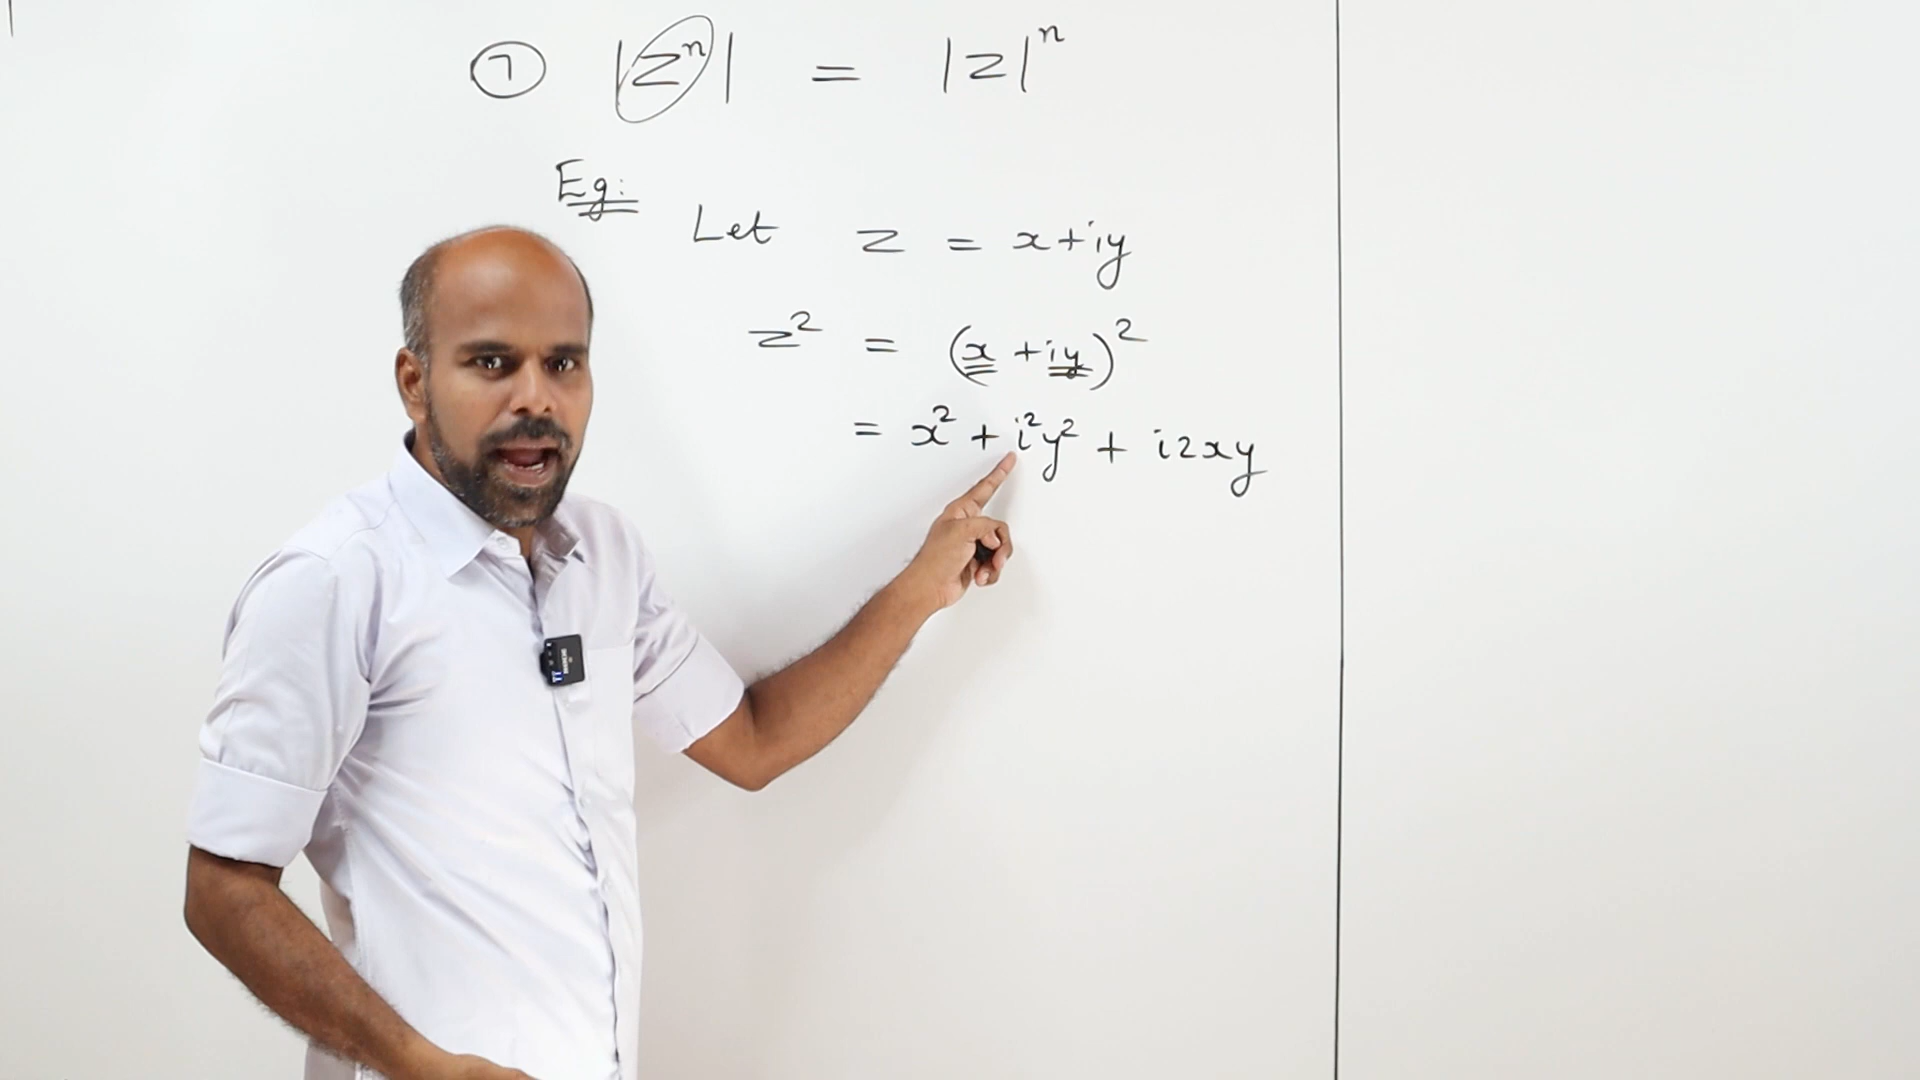 ⑦ |zⁿ| = |z|ⁿ
Eg:
Let z = x+iy
z² = (x + iy)²
= x² + i²y² + i2xy